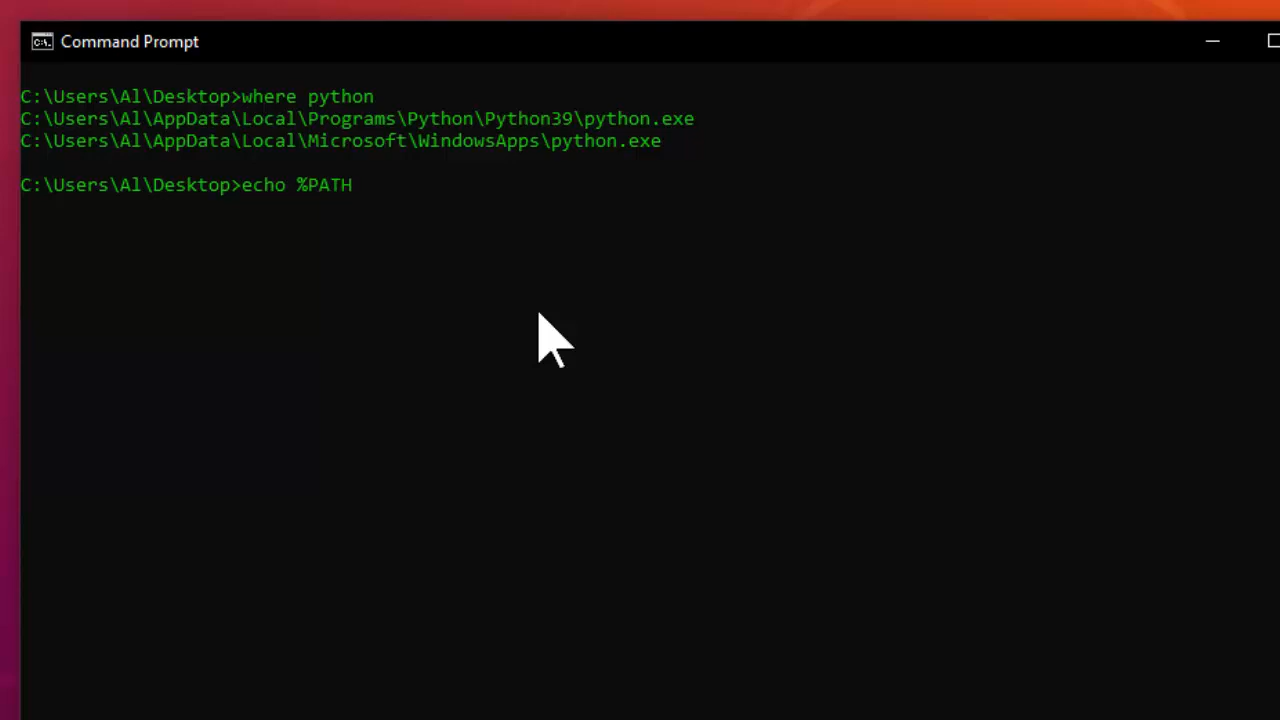 Command Prompt
C:\Users\Al\Desktop>where python
C:\Users\Al\AppData\Local\Programs\Python\Python39\python.exe
C:\Users\Al\AppData\Local\Microsoft\WindowsApps\python.exe
C:\Users\Al\Desktop>echo %PATH